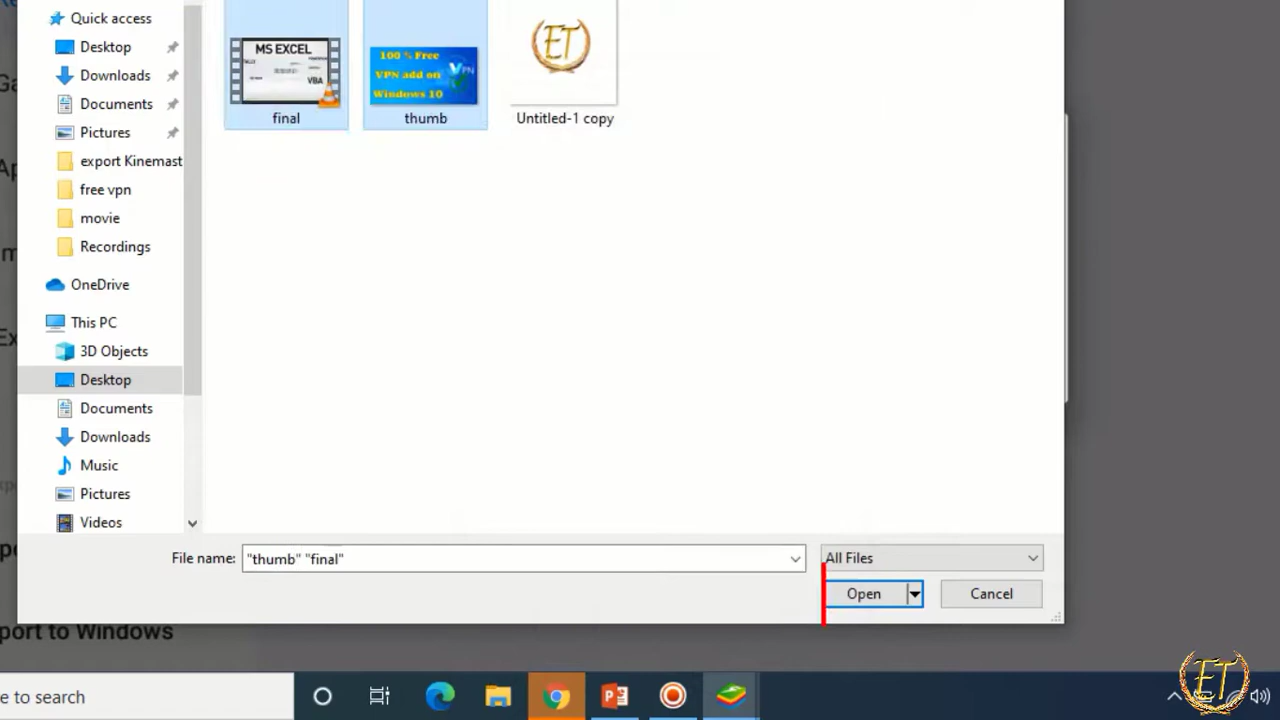 Quick access
Desktop
Downloads
Documents
Pictures
export Kinemast
free vpn
movie
Recordings
OneDrive
This PC
3D Objects
Desktop
Documents
Downloads
Music
Pictures
Videos
MS EXCEL
VBA
final
100 % Free
VPN add on
Windows 10
VPN
thumb
ET
Untitled-1 copy
File name: "thumb" "final"
All Files
Open
Cancel
port to Windows
e to search
ET